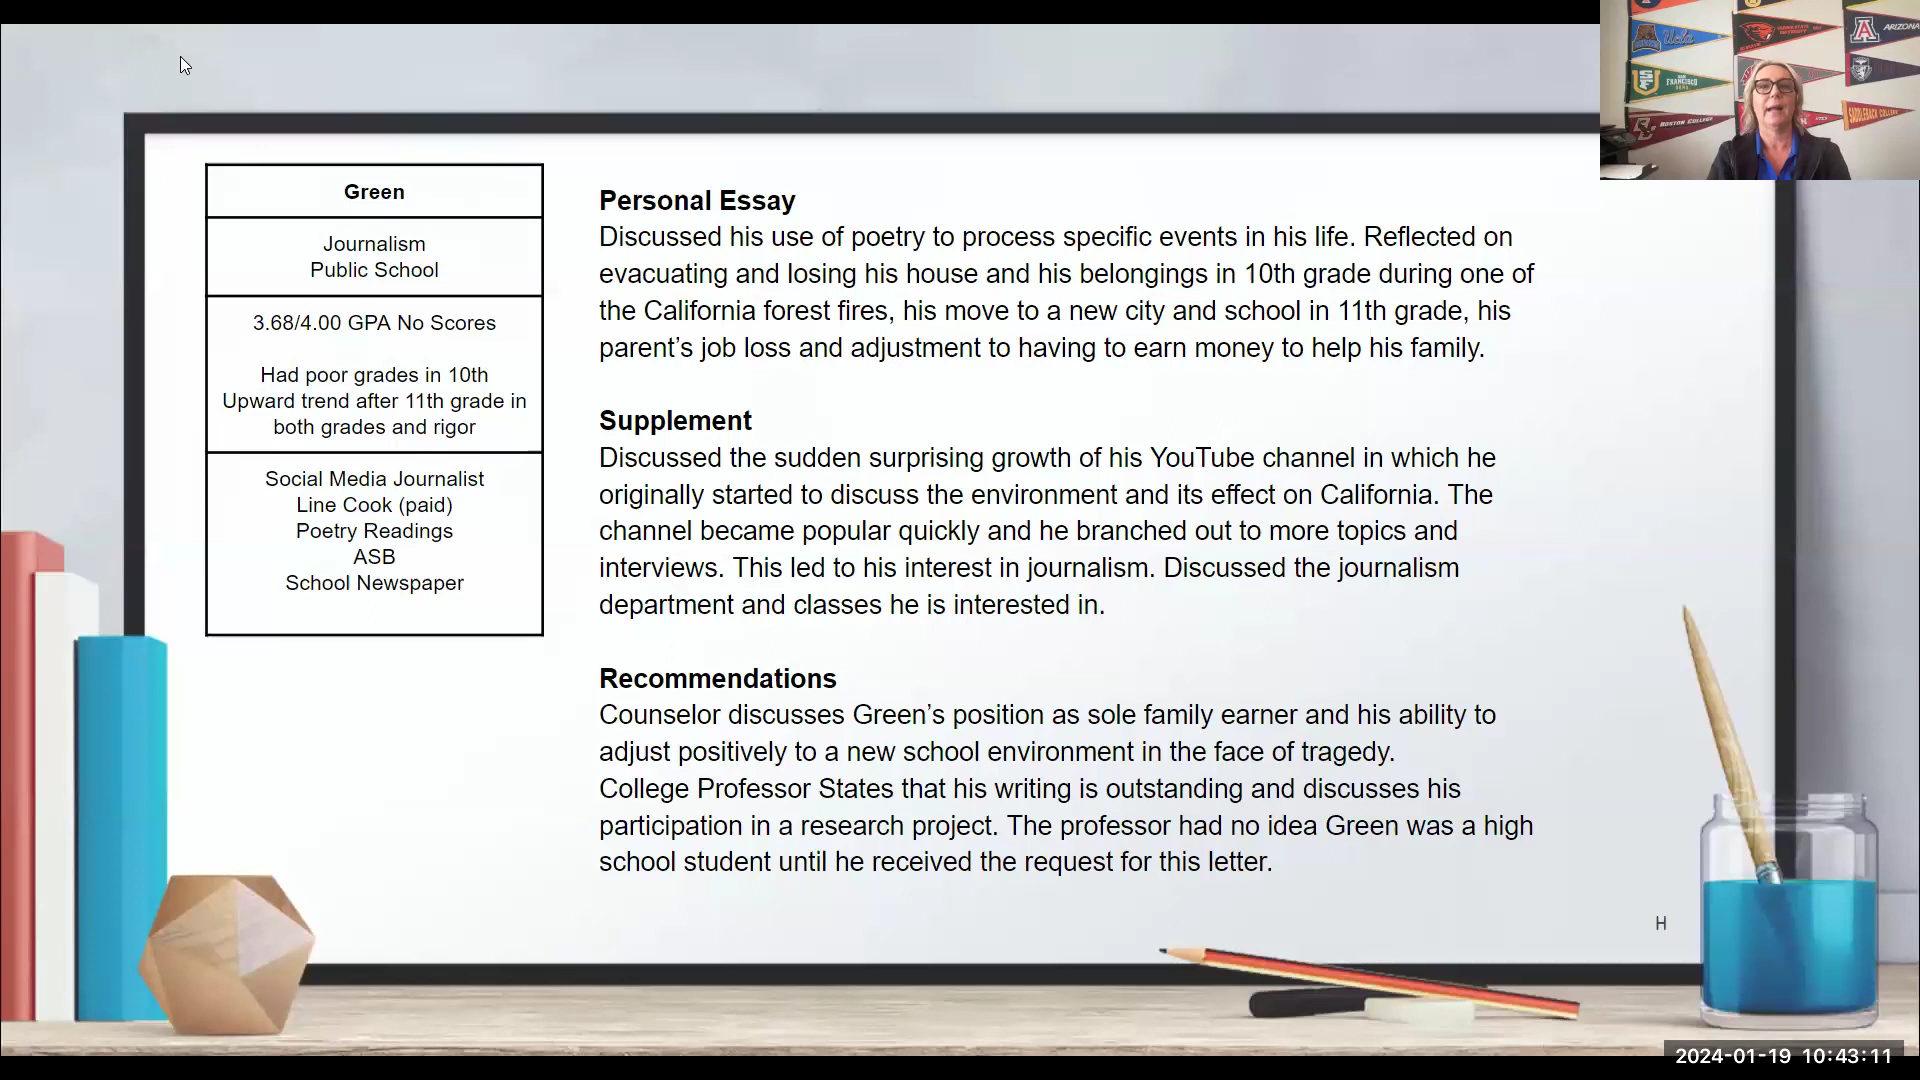 Green
Journalism
Public School
3.68/4.00 GPA No Scores
Had poor grades in 10th
Upward trend after 11th grade in
both grades and rigor
Social Media Journalist
Line Cook (paid)
Poetry Readings
ASB
School Newspaper
Personal Essay
Discussed his use of poetry to process specific events in his life. Reflected on
evacuating and losing his house and his belongings in 10th grade during one of
the California forest fires, his move to a new city and school in 11th grade, his
parent’s job loss and adjustment to having to earn money to help his family.
Supplement
Discussed the sudden surprising growth of his YouTube channel in which he
originally started to discuss the environment and its effect on California. The
channel became popular quickly and he branched out to more topics and
interviews. This led to his interest in journalism. Discussed the journalism
department and classes he is interested in.
Recommendations
Counselor discusses Green’s position as sole family earner and his ability to
adjust positively to a new school environment in the face of tragedy.
College Professor States that his writing is outstanding and discusses his
participation in a research project. The professor had no idea Green was a high
school student until he received the request for this letter.
H
Ucla
A
ARIZONA
SAN
FRANCISCO
BOSTON COLLEGE
SADDLEBACK COLLEGE
2024-01-19 10:43:11